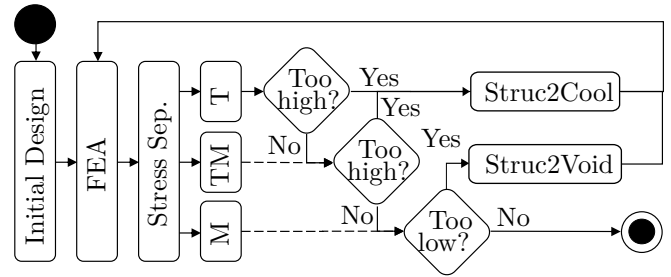 Initial Design
FEA
Stress Sep.
T
TM
M
Too
high?
Yes
No
Struc2Cool
Yes
Too
high?
No
Yes
Struc2Void
Too
low?
No